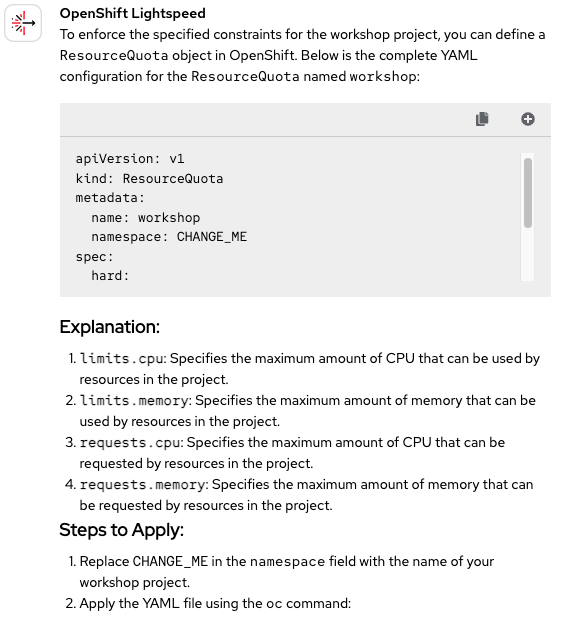 OpenShift Lightspeed
To enforce the specified constraints for the workshop project, you can define a
ResourceQuota object in OpenShift. Below is the complete YAML
configuration for the ResourceQuota named workshop:
apiVersion: v1
kind: ResourceQuota
metadata:
  name: workshop
  namespace: CHANGE_ME
spec:
  hard:
Explanation:
1. limits.cpu: Specifies the maximum amount of CPU that can be used by
resources in the project.
2. limits.memory: Specifies the maximum amount of memory that can be
used by resources in the project.
3. requests.cpu: Specifies the maximum amount of CPU that can be
requested by resources in the project.
4. requests.memory: Specifies the maximum amount of memory that can
be requested by resources in the project.
Steps to Apply:
1. Replace CHANGE_ME in the namespace field with the name of your
workshop project.
2. Apply the YAML file using the oc command: